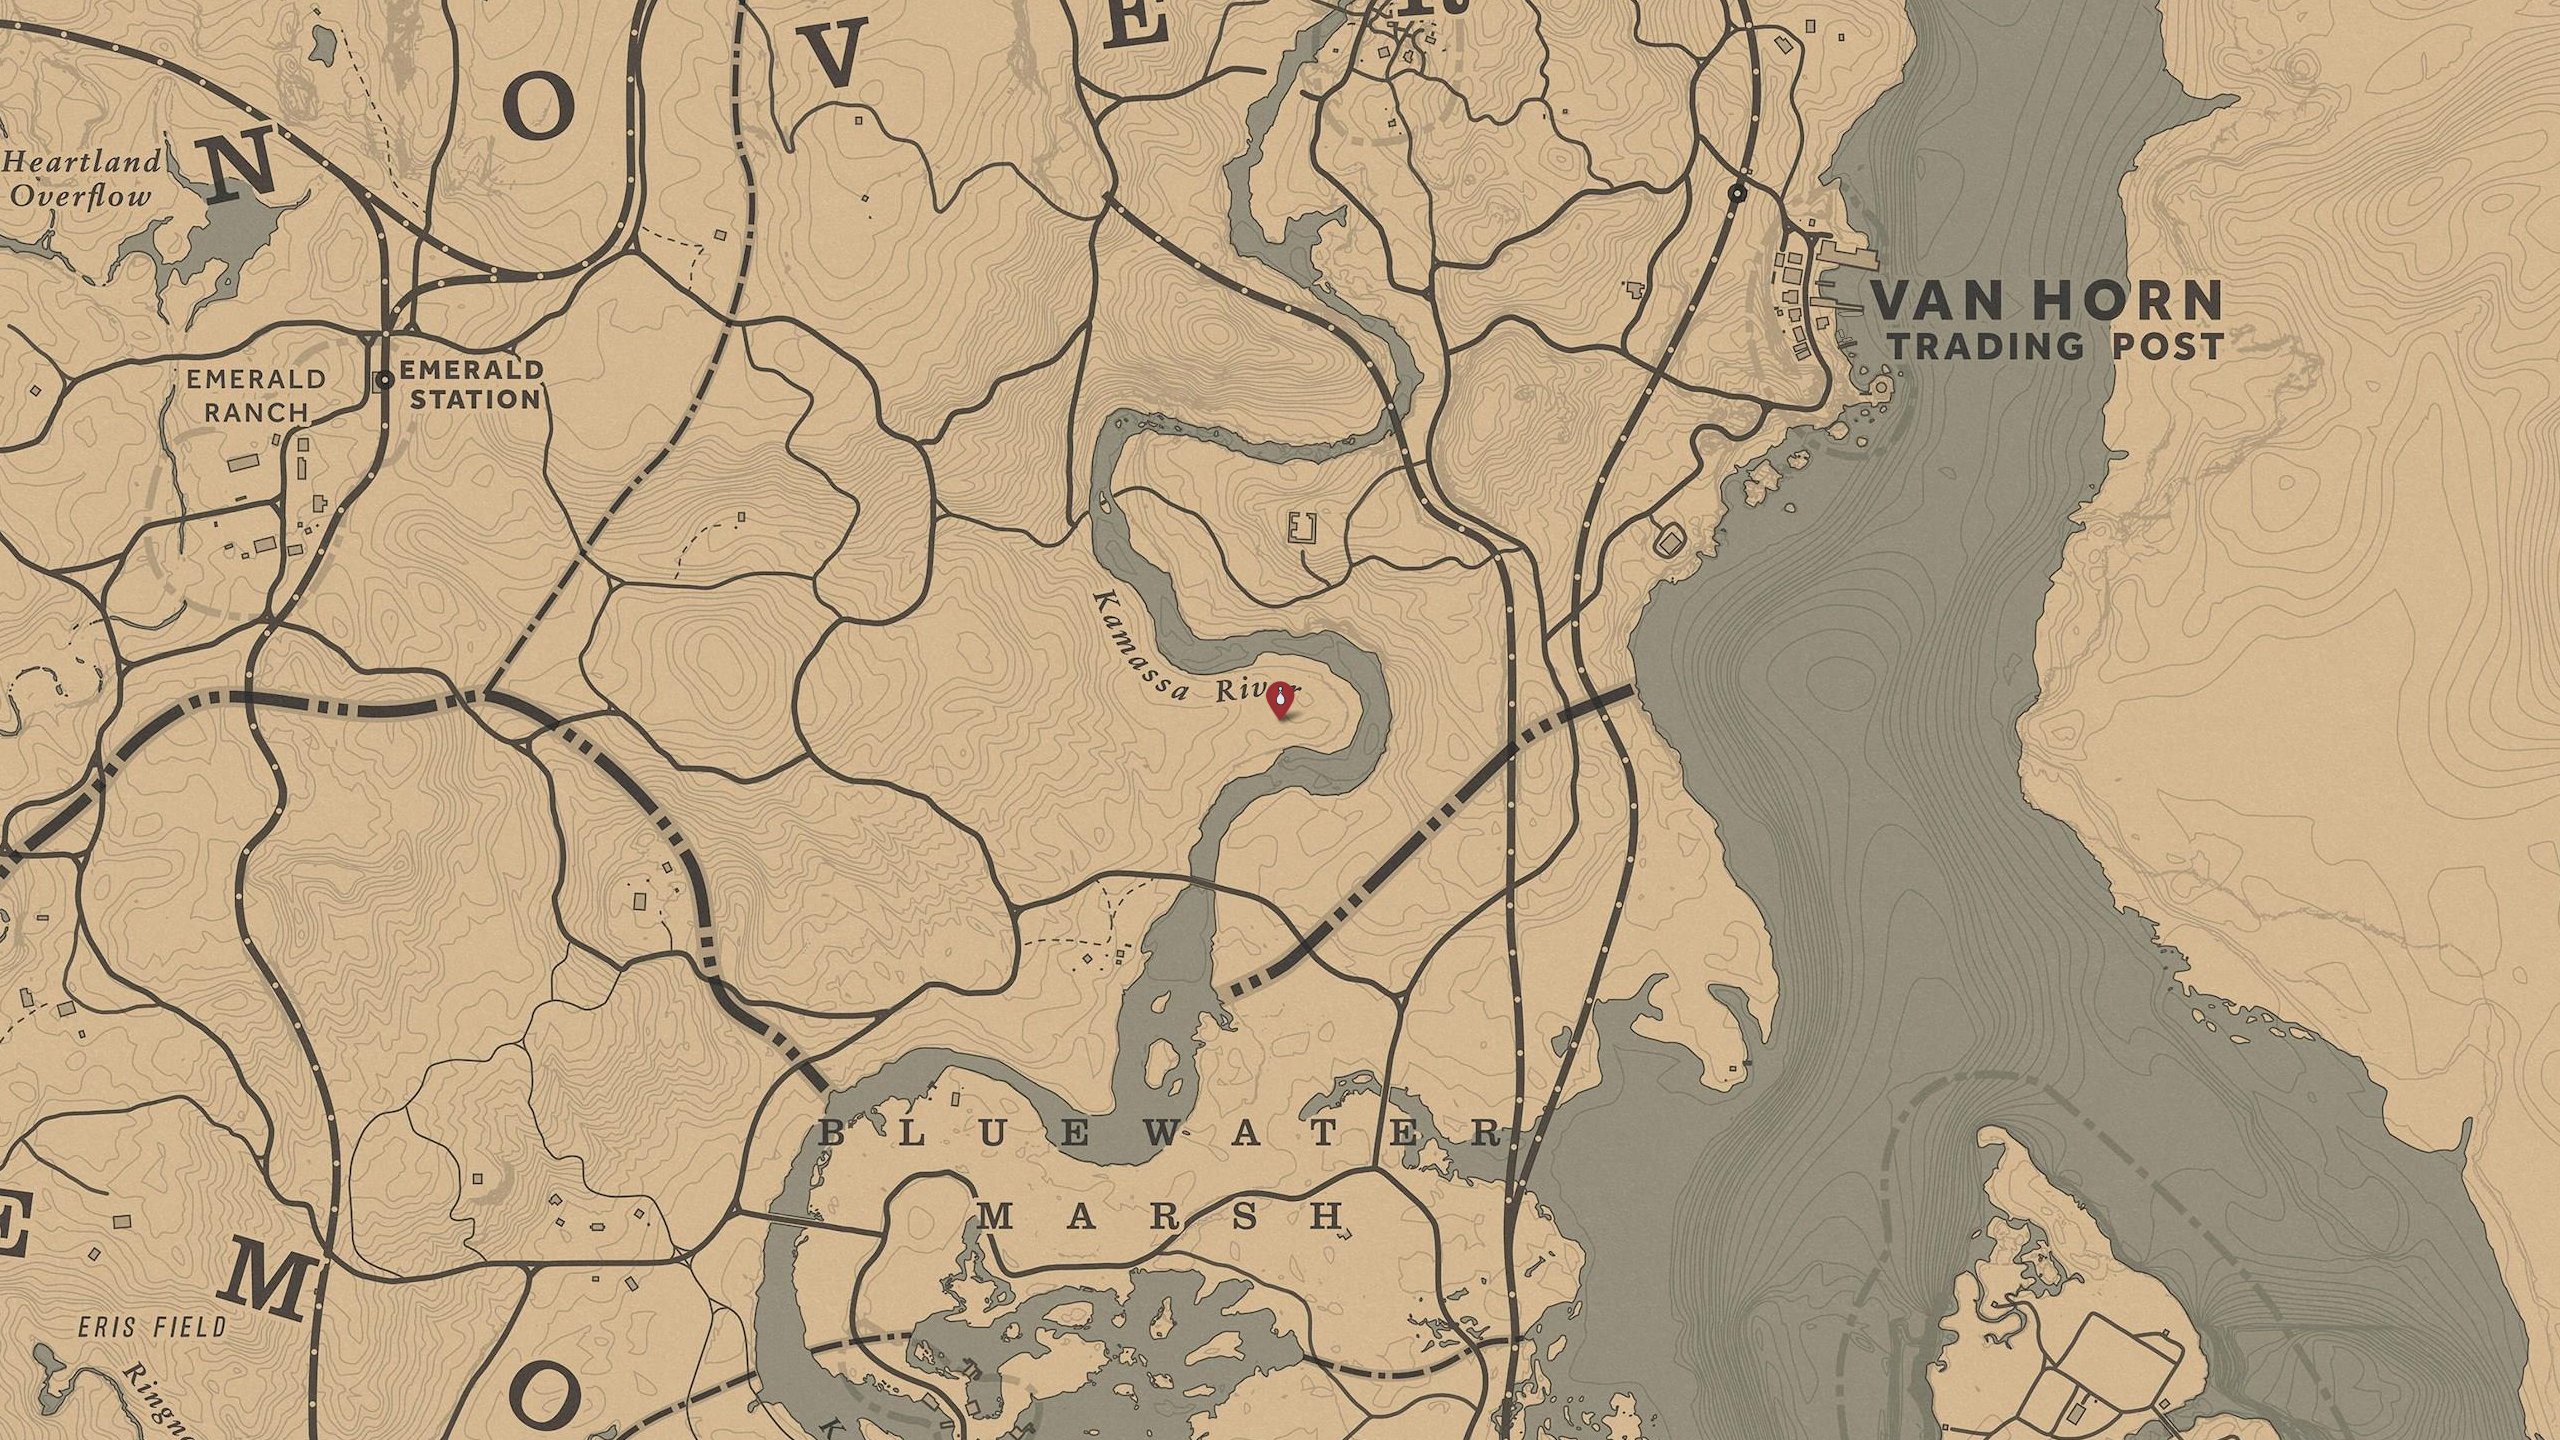 V
E
O
N
Heartland
Overflow
VAN HORN
TRADING POST
EMERALD
RANCH
EMERALD
STATION
Kamassa River
BLUEWATER
MARSH
E
M
ERIS FIELD
O
K